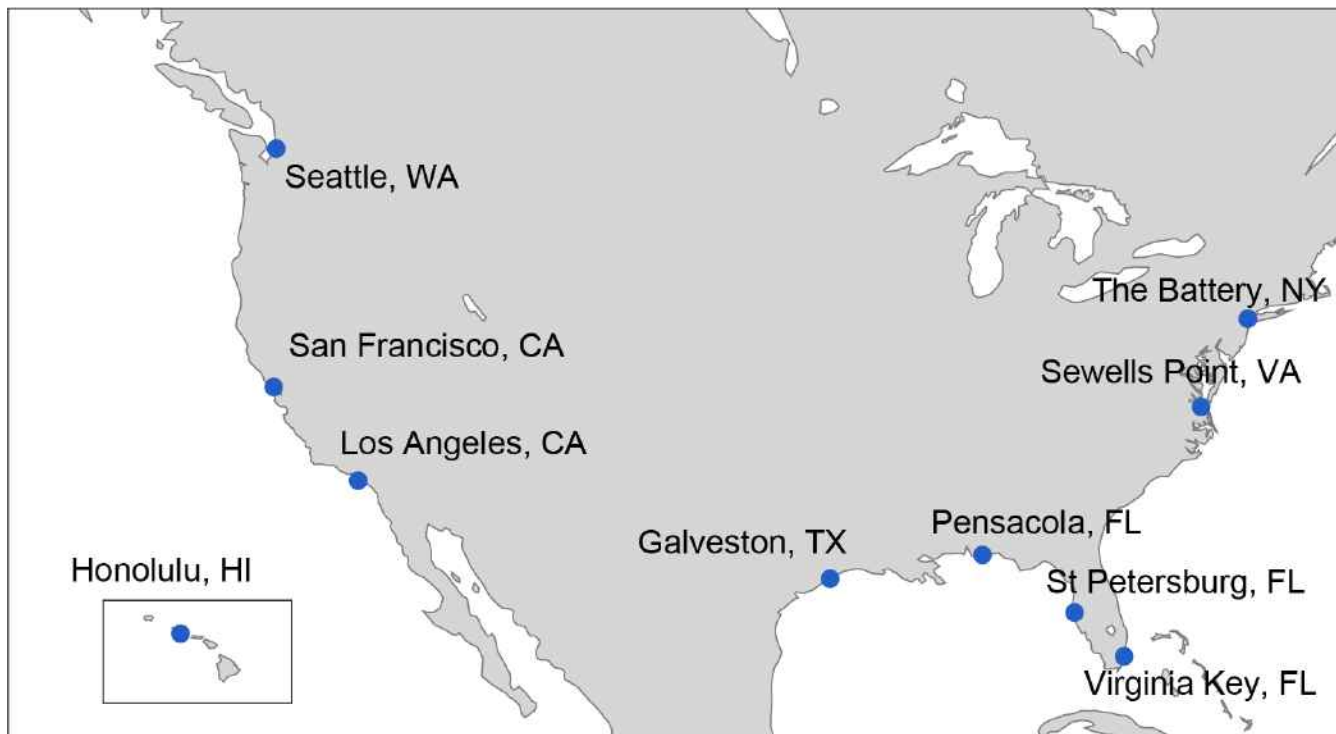 Seattle, WA
The Battery, NY
San Francisco, CA
Sewells Point, VA
Los Angeles, CA
Pensacola, FL
Galveston, TX
Honolulu, HI
St Petersburg, FL
Virginia Key, FL